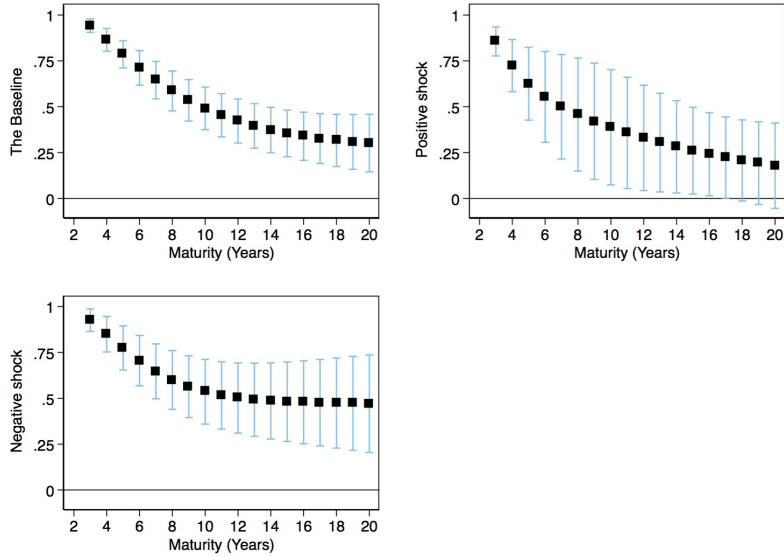 The Baseline
1
.75
.5
.25
0
2 4 6 8 10 12 14 16 18 20
Maturity (Years)
Positive shock
1
.75
.5
.25
0
2 4 6 8 10 12 14 16 18 20
Maturity (Years)
Negative shock
1
.75
.5
.25
0
2 4 6 8 10 12 14 16 18 20
Maturity (Years)